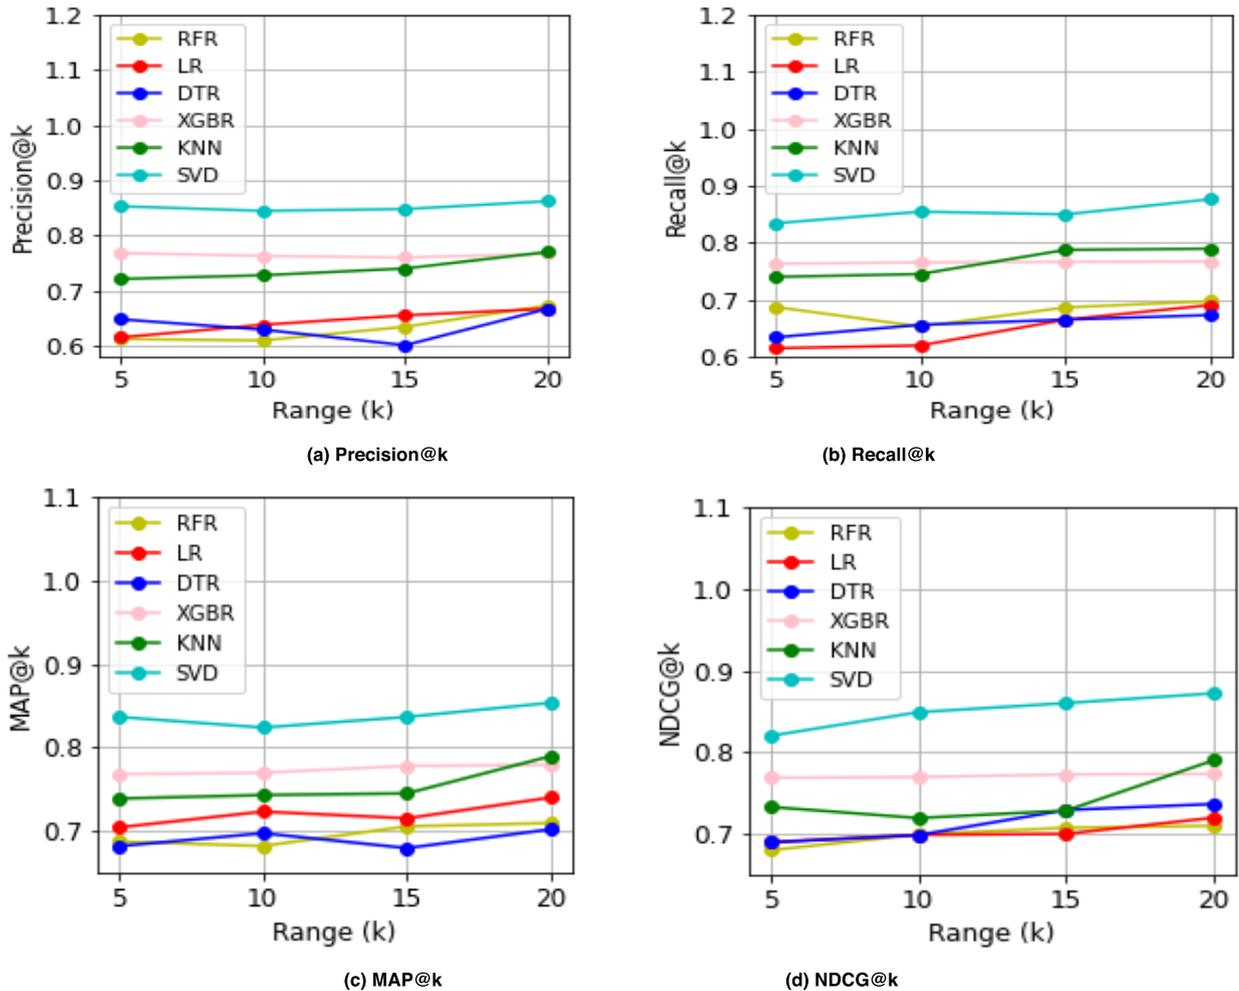 1.2
1.1
1.0
0.9
0.8
0.7
0.6
Precision@k
RFR
LR
DTR
XGBR
KNN
SVD
5 10 15 20
Range (k)
(a) Precision@k
1.2
1.1
1.0
0.9
0.8
0.7
0.6
Recall@k
RFR
LR
DTR
XGBR
KNN
SVD
5 10 15 20
Range (k)
(b) Recall@k
1.1
1.0
0.9
0.8
0.7
MAP@k
RFR
LR
DTR
XGBR
KNN
SVD
5 10 15 20
Range (k)
(c) MAP@k
1.1
1.0
0.9
0.8
0.7
NDCG@k
RFR
LR
DTR
XGBR
KNN
SVD
5 10 15 20
Range (k)
(d) NDCG@k